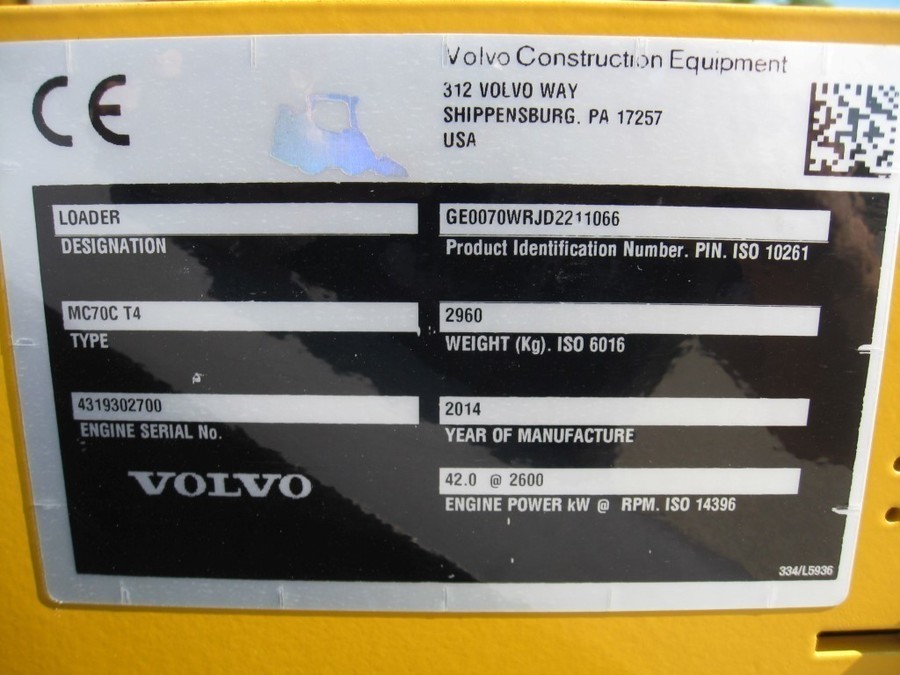 CE
Volvo Construction Equipment
312 VOLVO WAY
SHIPPENSBURG. PA 17257
USA
LOADER
DESIGNATION
GE0070WRJD2211066
Product Identification Number. PIN. ISO 10261
MC70C T4
TYPE
2960
WEIGHT (Kg). ISO 6016
4319302700
ENGINE SERIAL No.
2014
YEAR OF MANUFACTURE
VOLVO
42.0 @ 2600
ENGINE POWER kW @ RPM. ISO 14396
334/L5936